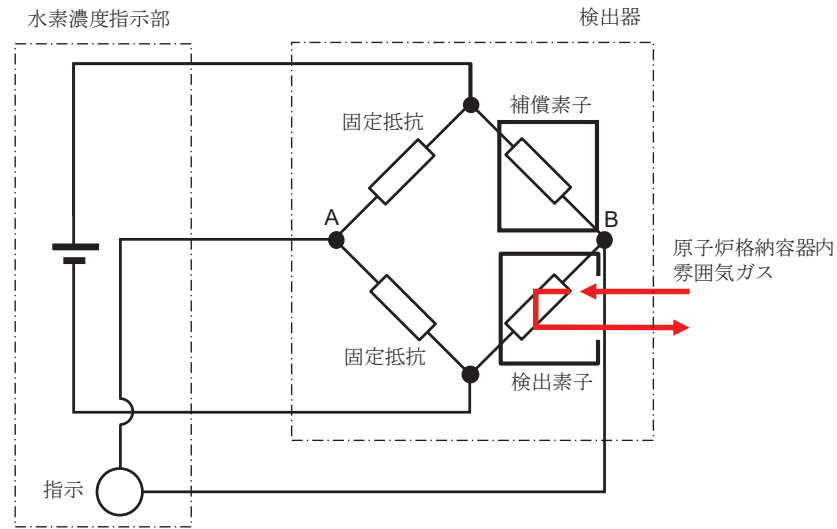 水素濃度指示部
検出器
固定抵抗
補償素子
A
B
原子炉格納容器内
雰囲気ガス
固定抵抗
検出素子
指示